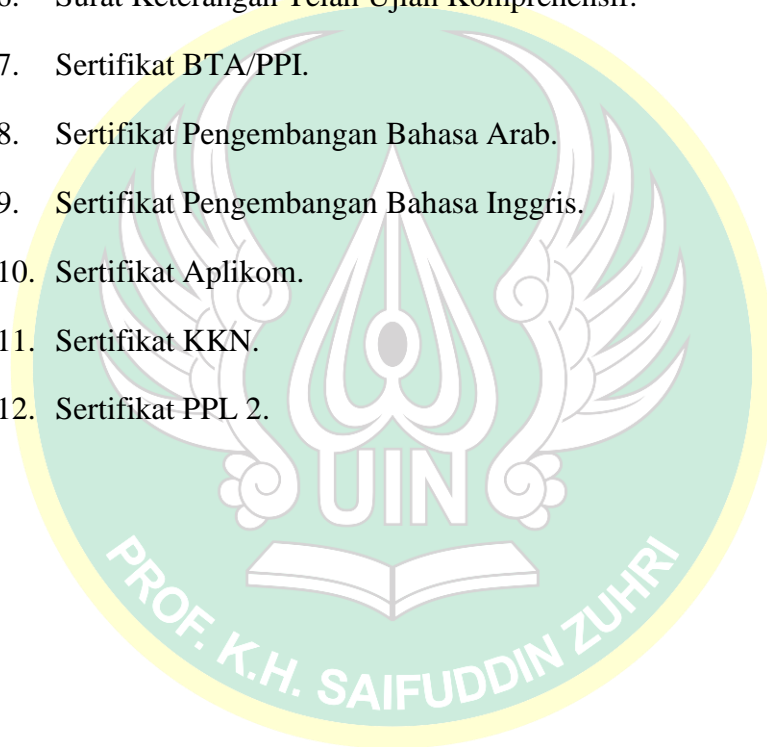 6. Surat Keterangan Telah Ujian Komprehensif.
7. Sertifikat BTA/PPI.
8. Sertifikat Pengembangan Bahasa Arab.
9. Sertifikat Pengembangan Bahasa Inggris.
10. Sertifikat Aplikom.
11. Sertifikat KKN.
12. Sertifikat PPL 2.
UIN
PROF. K.H. SAIFUDDIN ZUHRI